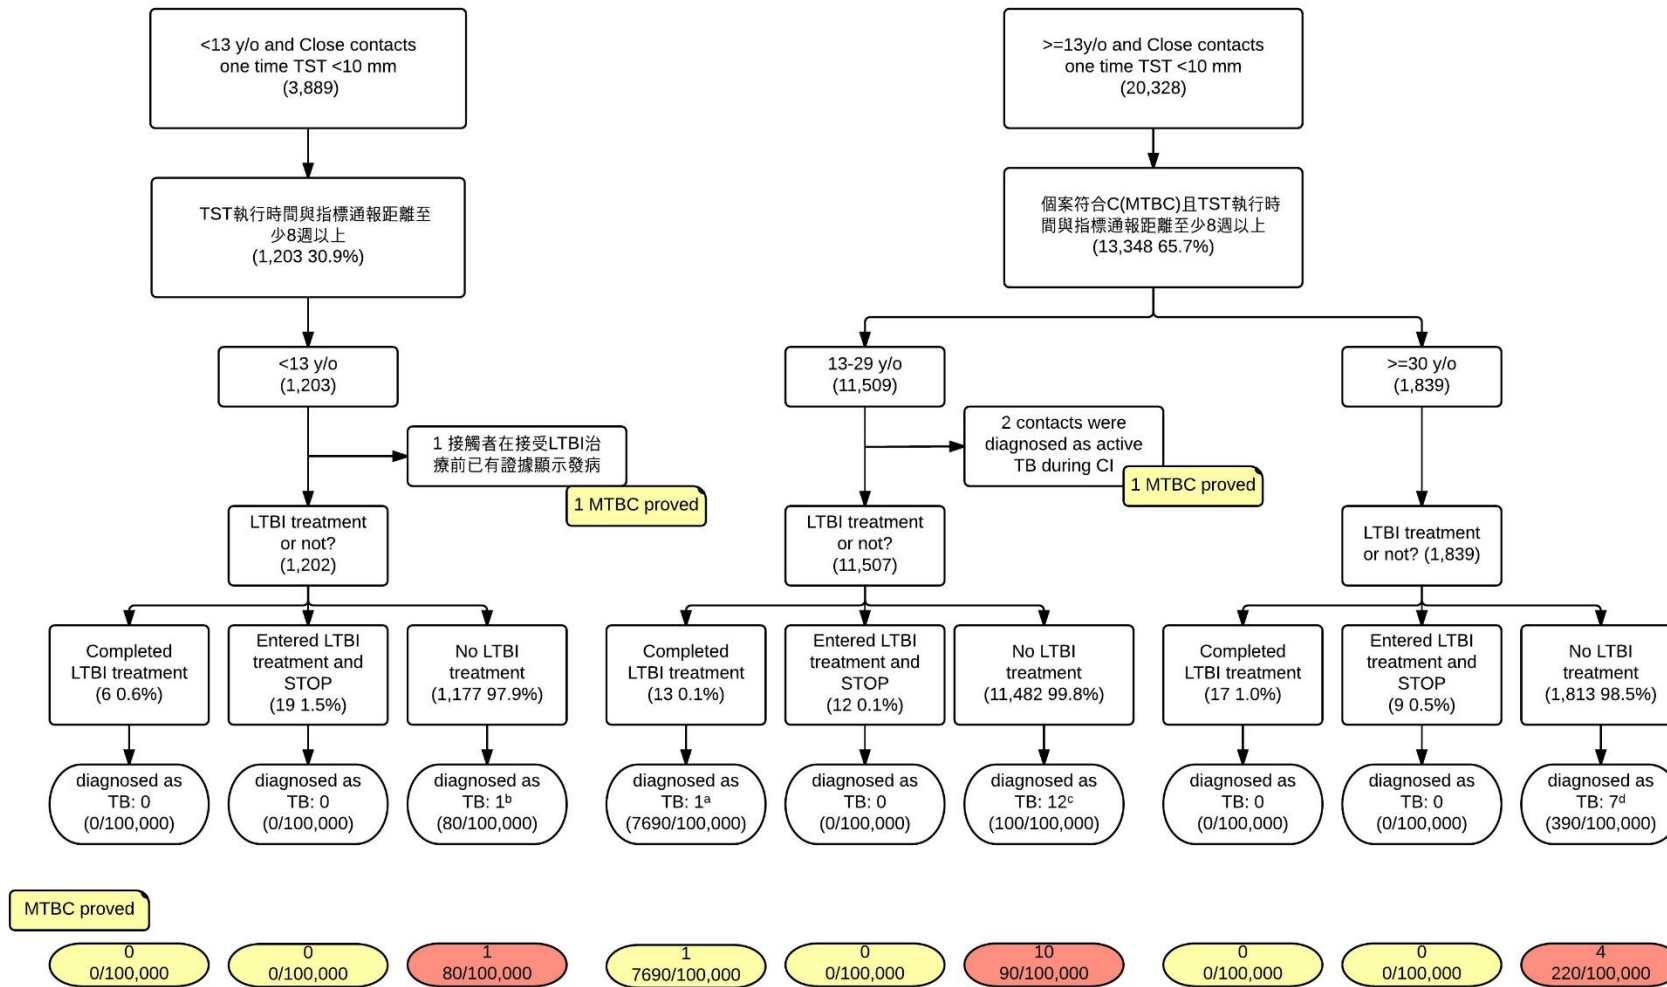 <13 y/o and Close contacts
one time TST <10 mm
(3,889)
>=13y/o and Close contacts
one time TST <10 mm
(20,328)
TST執行時間與指標通報距離至
少8週以上
(1,203 30.9%)
個案符合C(MTBC)且TST執行時
間與指標通報距離至少8週以上
(13,348 65.7%)
<13 y/o
(1,203)
13-29 y/o
(11,509)
>=30 y/o
(1,839)
1 接觸者在接受LTBI治
療前已有證據顯示發病
1 MTBC proved
2 contacts were
diagnosed as active
TB during CI
1 MTBC proved
LTBI treatment
or not?
(1,202)
LTBI treatment
or not?
(11,507)
LTBI treatment
or not? (1,839)
Completed
LTBI treatment
(6 0.6%)
Entered LTBI
treatment and
STOP
(19 1.5%)
No LTBI
treatment
(1,177 97.9%)
Completed
LTBI treatment
(13 0.1%)
Entered LTBI
treatment and
STOP
(12 0.1%)
No LTBI
treatment
(11,482 99.8%)
Completed
LTBI treatment
(17 1.0%)
Entered LTBI
treatment and
STOP
(9 0.5%)
No LTBI
treatment
(1,813 98.5%)
diagnosed as
TB: 0
(0/100,000)
diagnosed as
TB: 0
(0/100,000)
diagnosed as
TB: 1ᵇ
(80/100,000)
diagnosed as
TB: 1ᵃ
(7690/100,000)
diagnosed as
TB: 0
(0/100,000)
diagnosed as
TB: 12ᶜ
(100/100,000)
diagnosed as
TB: 0
(0/100,000)
diagnosed as
TB: 0
(0/100,000)
diagnosed as
TB: 7ᵈ
(390/100,000)
MTBC proved
0
0/100,000
0
0/100,000
1
80/100,000
1
7690/100,000
0
0/100,000
10
90/100,000
0
0/100,000
0
0/100,000
4
220/100,000